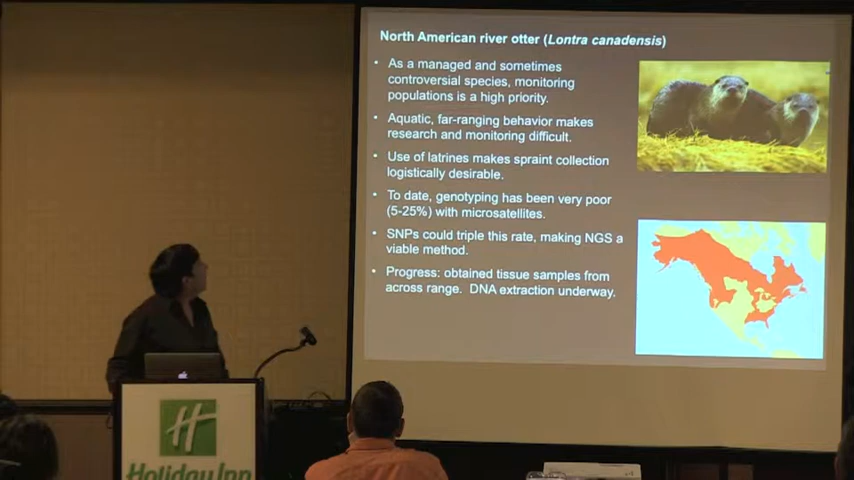 North American river otter (Lontra canadensis)
• As a managed and sometimes
controversial species, monitoring
populations is a high priority.
• Aquatic, far-ranging behavior makes
research and monitoring difficult.
• Use of latrines makes spraint collection
logistically desirable.
• To date, genotyping has been very poor
(5-25%) with microsatellites.
• SNPs could triple this rate, making NGS a
viable method.
• Progress: obtained tissue samples from
across range. DNA extraction underway.
H
Holiday Inn